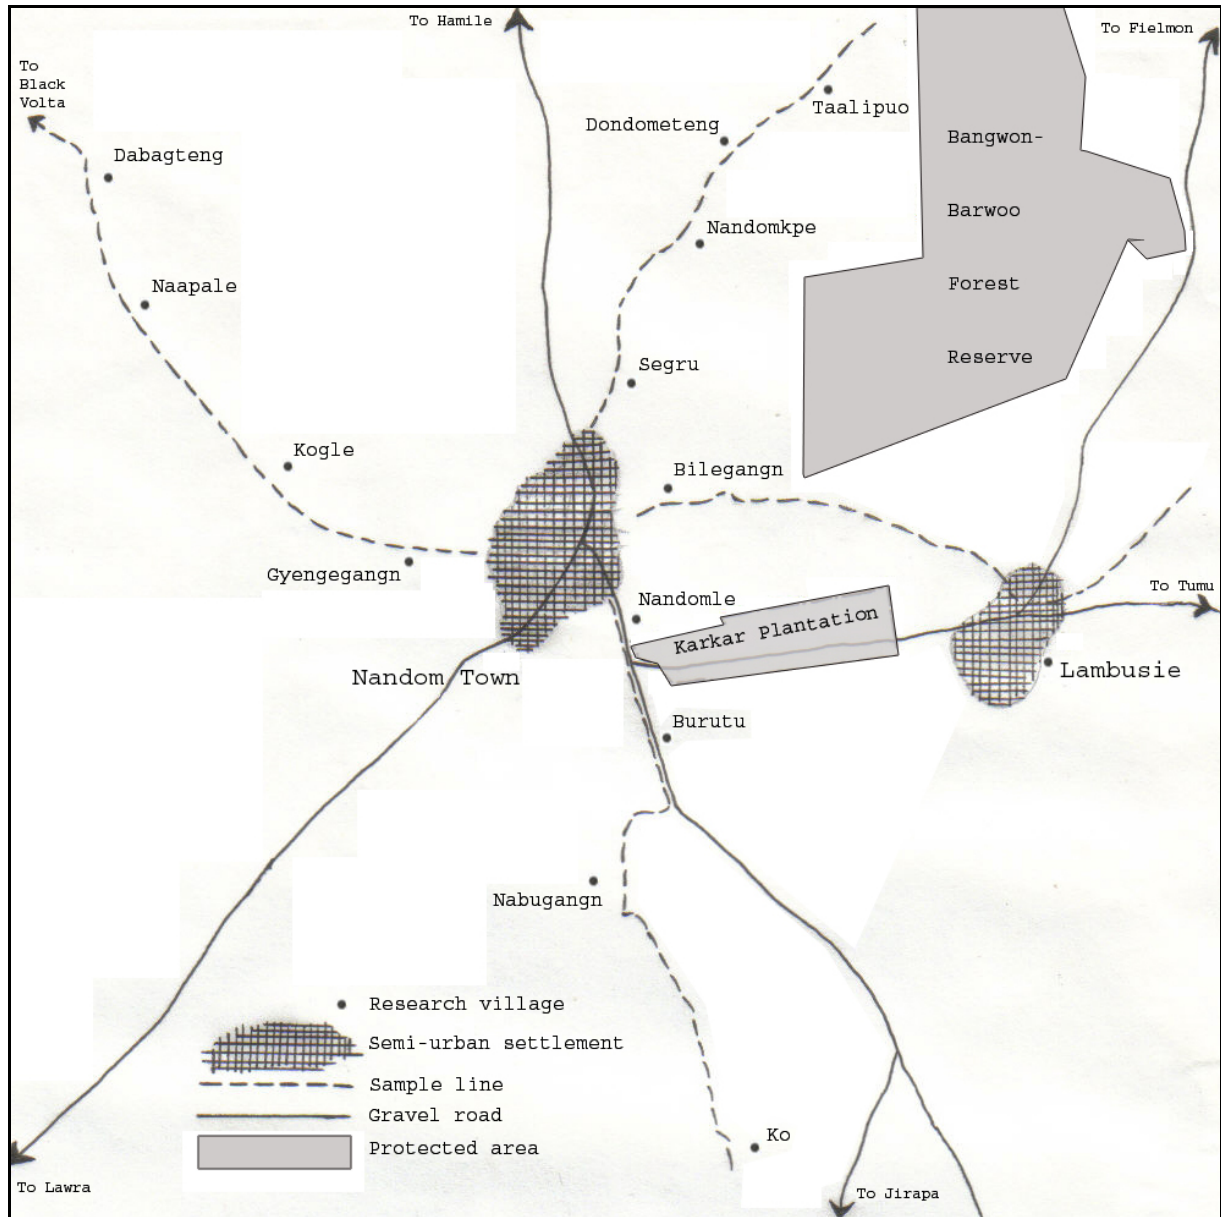 To Hamile
To Fielmon
To
Black
Volta
Taalipuo
Dondometeng
Bangwon-
Dabagteng
Barwoo
Nandomkpe
Naapale
Forest
Reserve
Segru
Kogle
Bilegangn
Gyengegangn
To Tumu
Nandomle
Karkar Plantation
Nandom Town
Lambusie
Burutu
Nabugangn
Research village
Semi-urban settlement
Sample line
Gravel road
Protected area
Ko
To Lawra
To Jirapa